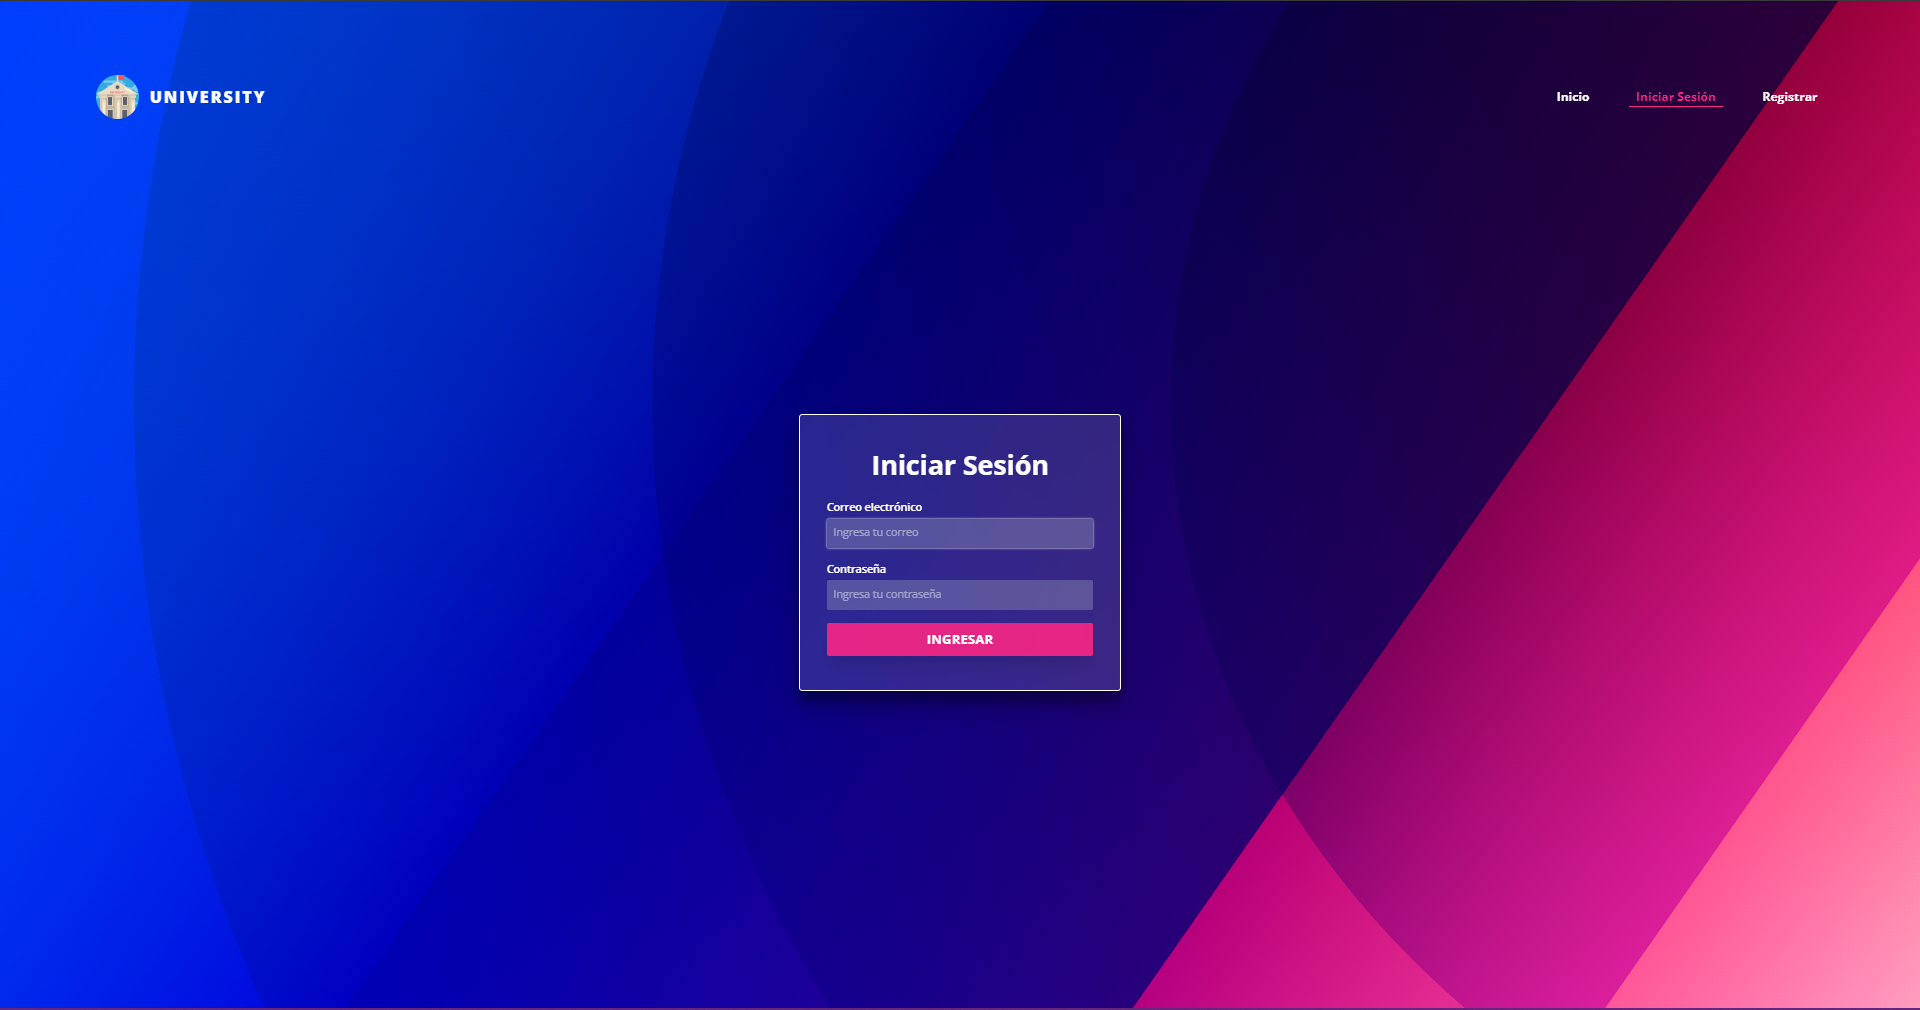 UNIVERSITY
Inicio
Iniciar Sesión
Registrar
Iniciar Sesión
Correo electrónico
Ingresa tu correo
Contraseña
Ingresa tu contraseña
INGRESAR